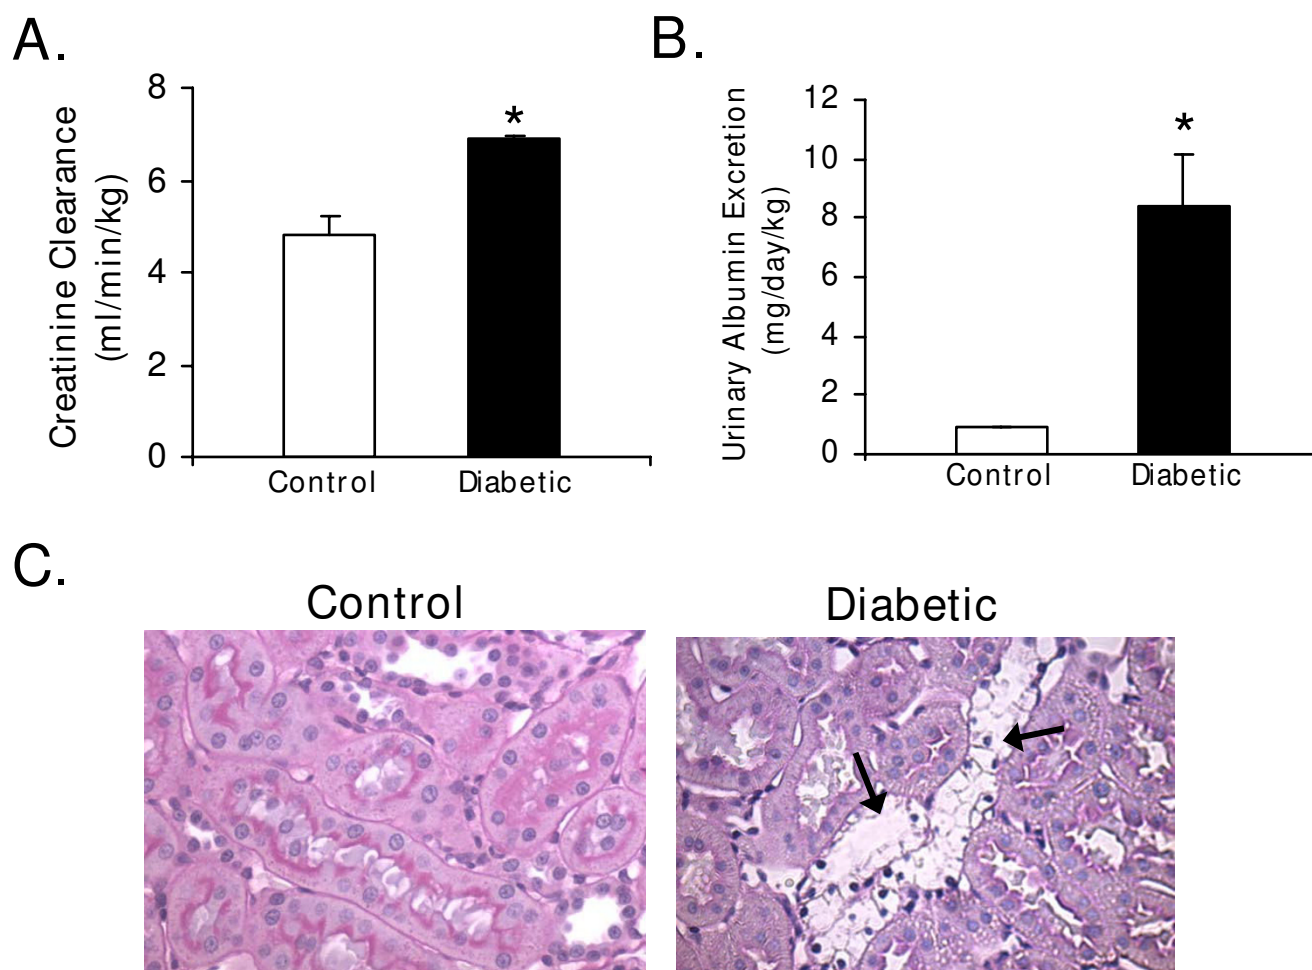 A.
B.
Creatinine Clearance
(ml/min/kg)
8
6
4
2
0
*
Control
Diabetic
Urinary Albumin Excretion
(mg/day/kg)
12
10
8
6
4
2
0
*
Control
Diabetic
C.
Control
Diabetic